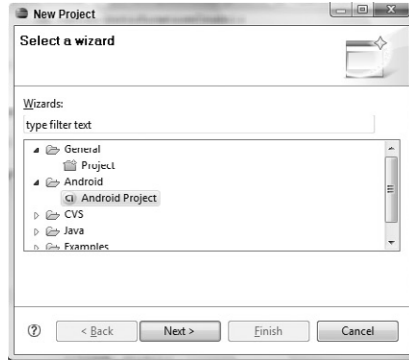 New Project
Select a wizard
Wizards:
type filter text
General
Project
Android
Android Project
CVS
Java
Examples
< Back
Next >
Finish
Cancel